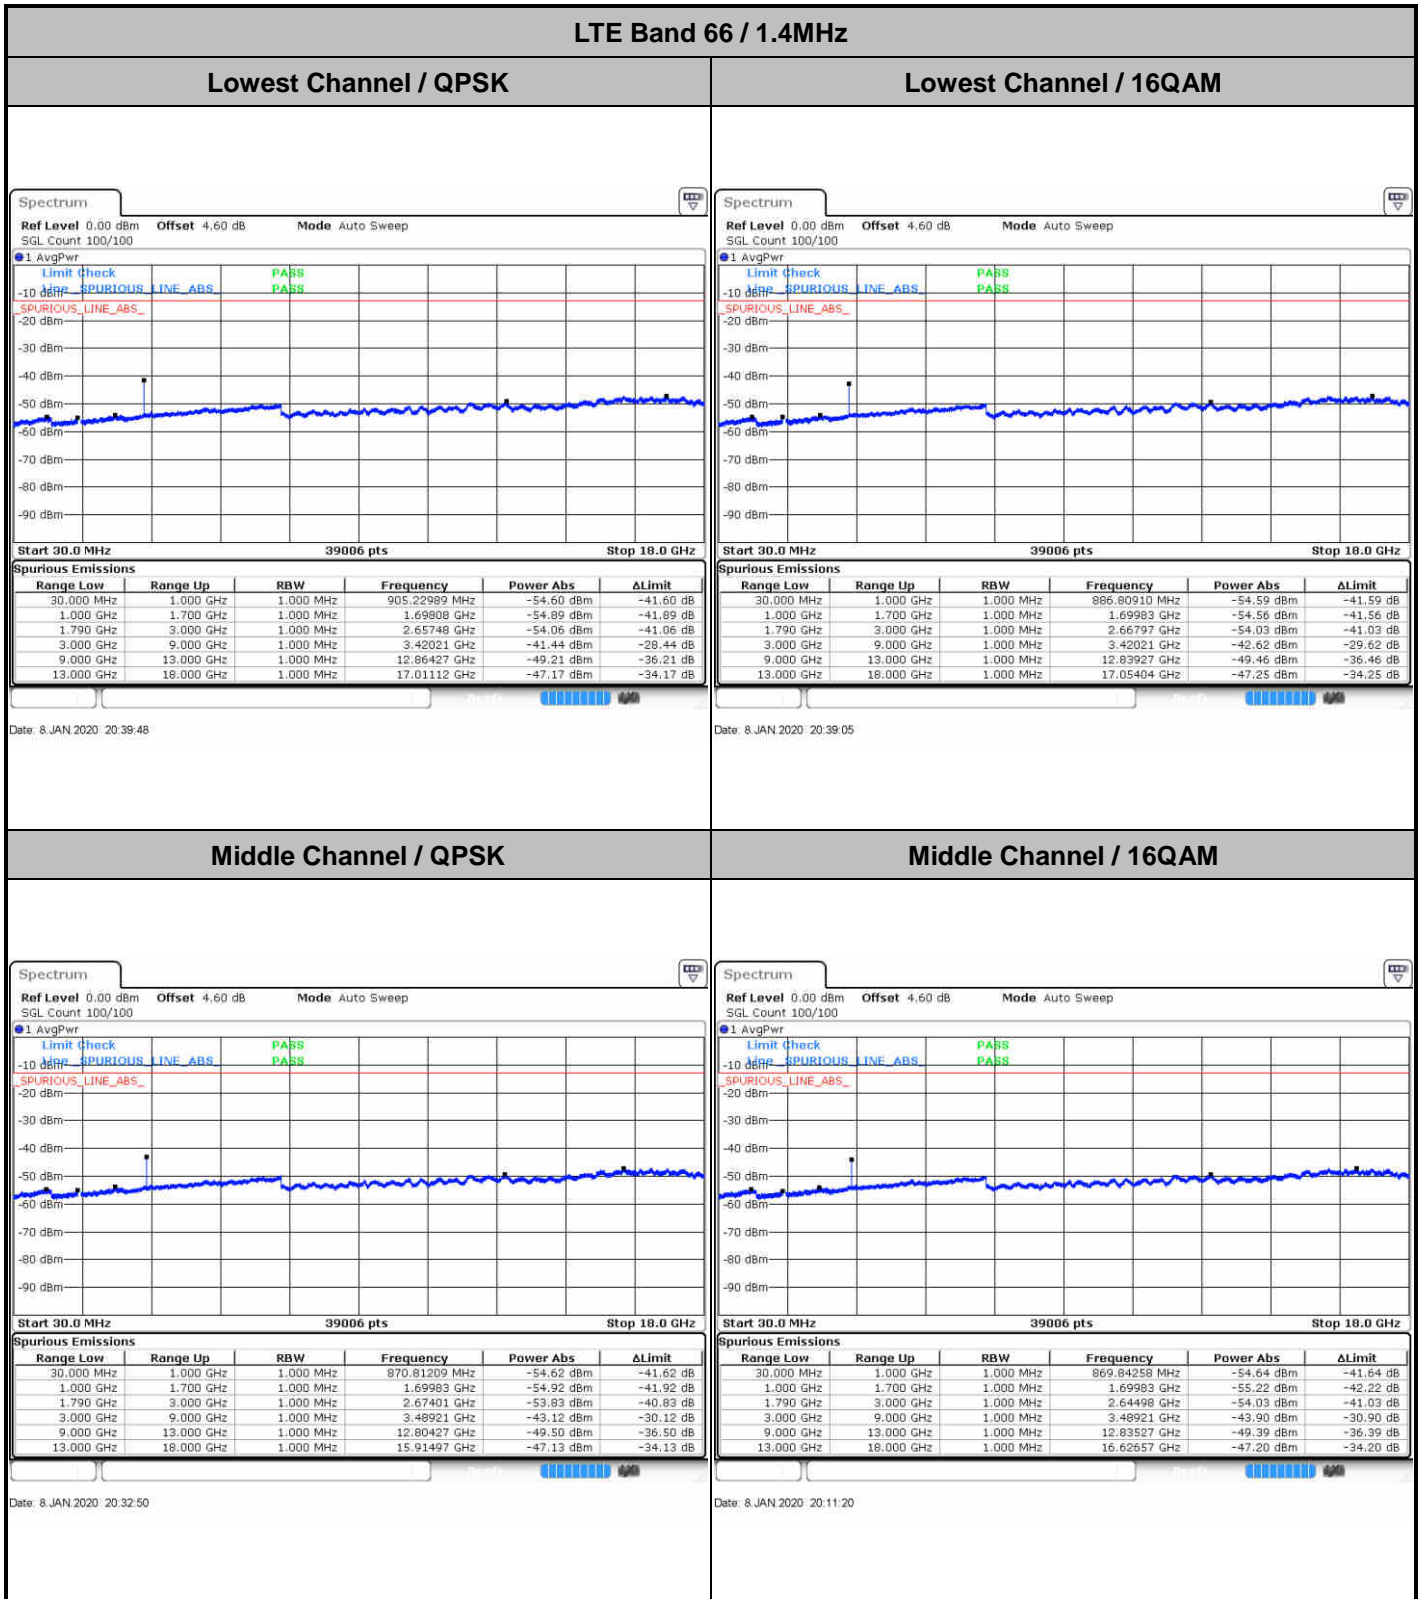 LTE Band 66 / 1.4MHz
Lowest Channel / QPSK
Lowest Channel / 16QAM
Spectrum
Ref Level 0.00 dBm Offset 4.60 dB Mode Auto Sweep
SGL Count 100/100
1 AvgPwr
Limit Check PASS
Line _SPURIOUS_LINE_ABS_ PASS
-10 dBm
_SPURIOUS_LINE_ABS_
-20 dBm
-30 dBm
-40 dBm
-50 dBm
-60 dBm
-70 dBm
-80 dBm
-90 dBm
Start 30.0 MHz 39006 pts Stop 18.0 GHz
Spurious Emissions
Range Low Range Up RBW Frequency Power Abs ΔLimit
30.000 MHz 1.000 GHz 1.000 MHz 905.22989 MHz -54.60 dBm -41.60 dB
1.000 GHz 1.700 GHz 1.000 MHz 1.69808 GHz -54.89 dBm -41.89 dB
1.790 GHz 3.000 GHz 1.000 MHz 2.65748 GHz -54.06 dBm -41.06 dB
3.000 GHz 9.000 GHz 1.000 MHz 3.42021 GHz -41.44 dBm -28.44 dB
9.000 GHz 13.000 GHz 1.000 MHz 12.86427 GHz -49.21 dBm -36.21 dB
13.000 GHz 18.000 GHz 1.000 MHz 17.01112 GHz -47.17 dBm -34.17 dB
Date: 8.JAN.2020 20:39:48
Spectrum
Ref Level 0.00 dBm Offset 4.60 dB Mode Auto Sweep
SGL Count 100/100
1 AvgPwr
Limit Check PASS
Line _SPURIOUS_LINE_ABS_ PASS
-10 dBm
_SPURIOUS_LINE_ABS_
-20 dBm
-30 dBm
-40 dBm
-50 dBm
-60 dBm
-70 dBm
-80 dBm
-90 dBm
Start 30.0 MHz 39006 pts Stop 18.0 GHz
Spurious Emissions
Range Low Range Up RBW Frequency Power Abs ΔLimit
30.000 MHz 1.000 GHz 1.000 MHz 886.80910 MHz -54.59 dBm -41.59 dB
1.000 GHz 1.700 GHz 1.000 MHz 1.69983 GHz -54.56 dBm -41.56 dB
1.790 GHz 3.000 GHz 1.000 MHz 2.66797 GHz -54.03 dBm -41.03 dB
3.000 GHz 9.000 GHz 1.000 MHz 3.42021 GHz -42.62 dBm -29.62 dB
9.000 GHz 13.000 GHz 1.000 MHz 12.83927 GHz -49.46 dBm -36.46 dB
13.000 GHz 18.000 GHz 1.000 MHz 17.05404 GHz -47.25 dBm -34.25 dB
Date: 8.JAN.2020 20:39:05
Middle Channel / QPSK
Middle Channel / 16QAM
Spectrum
Ref Level 0.00 dBm Offset 4.60 dB Mode Auto Sweep
SGL Count 100/100
1 AvgPwr
Limit Check PASS
Line _SPURIOUS_LINE_ABS_ PASS
-10 dBm
_SPURIOUS_LINE_ABS_
-20 dBm
-30 dBm
-40 dBm
-50 dBm
-60 dBm
-70 dBm
-80 dBm
-90 dBm
Start 30.0 MHz 39006 pts Stop 18.0 GHz
Spurious Emissions
Range Low Range Up RBW Frequency Power Abs ΔLimit
30.000 MHz 1.000 GHz 1.000 MHz 870.81209 MHz -54.62 dBm -41.62 dB
1.000 GHz 1.700 GHz 1.000 MHz 1.69983 GHz -54.92 dBm -41.92 dB
1.790 GHz 3.000 GHz 1.000 MHz 2.67401 GHz -53.83 dBm -40.83 dB
3.000 GHz 9.000 GHz 1.000 MHz 3.48921 GHz -43.12 dBm -30.12 dB
9.000 GHz 13.000 GHz 1.000 MHz 12.80427 GHz -49.50 dBm -36.50 dB
13.000 GHz 18.000 GHz 1.000 MHz 15.91497 GHz -47.13 dBm -34.13 dB
Date: 8.JAN.2020 20:32:50
Spectrum
Ref Level 0.00 dBm Offset 4.60 dB Mode Auto Sweep
SGL Count 100/100
1 AvgPwr
Limit Check PASS
Line _SPURIOUS_LINE_ABS_ PASS
-10 dBm
_SPURIOUS_LINE_ABS_
-20 dBm
-30 dBm
-40 dBm
-50 dBm
-60 dBm
-70 dBm
-80 dBm
-90 dBm
Start 30.0 MHz 39006 pts Stop 18.0 GHz
Spurious Emissions
Range Low Range Up RBW Frequency Power Abs ΔLimit
30.000 MHz 1.000 GHz 1.000 MHz 869.84258 MHz -54.64 dBm -41.64 dB
1.000 GHz 1.700 GHz 1.000 MHz 1.69983 GHz -55.22 dBm -42.22 dB
1.790 GHz 3.000 GHz 1.000 MHz 2.64498 GHz -54.03 dBm -41.03 dB
3.000 GHz 9.000 GHz 1.000 MHz 3.48921 GHz -43.90 dBm -30.90 dB
9.000 GHz 13.000 GHz 1.000 MHz 12.83527 GHz -49.39 dBm -36.39 dB
13.000 GHz 18.000 GHz 1.000 MHz 16.62657 GHz -47.20 dBm -34.20 dB
Date: 8.JAN.2020 20:11:20